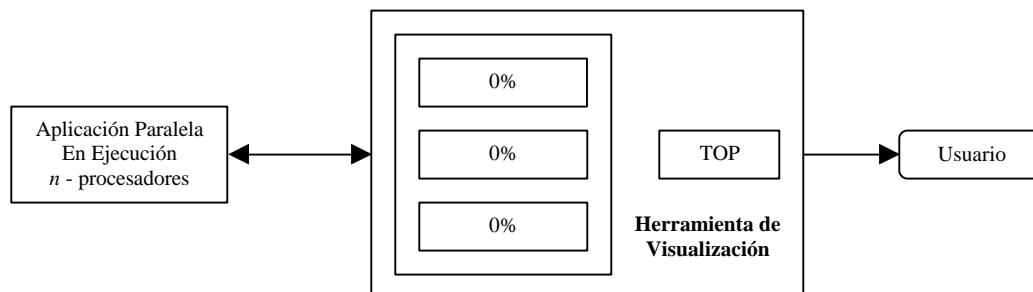 Aplicación Paralela
En Ejecución
n - procesadores
0%
0%
0%
TOP
Herramienta de
Visualización
Usuario